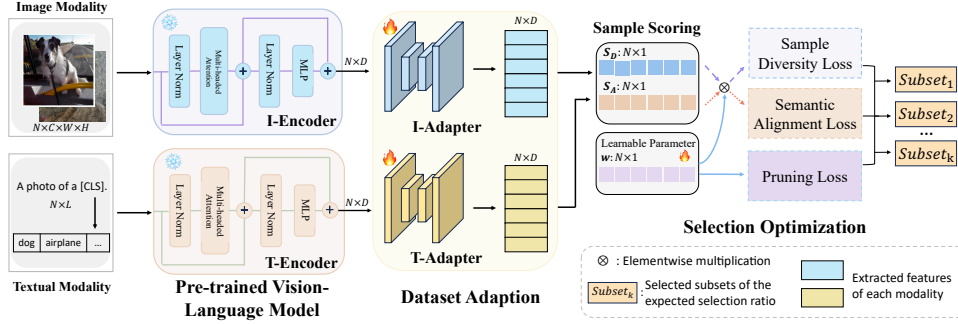 Image Modality
N×C×W×H
A photo of a [CLS].
N×L
dog airplane ...
Textual Modality
Layer Norm
Multi-headed Attention
Layer Norm
MLP
I-Encoder
N×D
Layer Norm
Multi-headed Attention
Layer Norm
MLP
T-Encoder
N×D
Pre-trained Vision-
Language Model
N×D
I-Adapter
N×D
T-Adapter
Dataset Adaption
Sample Scoring
S_D: N×1
S_A: N×1
Learnable Parameter
w: N×1
Sample
Diversity Loss
Semantic
Alignment Loss
Pruning Loss
Subset_1
Subset_2
...
Subset_k
Selection Optimization
⊗ : Elementwise multiplication
Subset_k : Selected subsets of the
expected selection ratio
Extracted features
of each modality